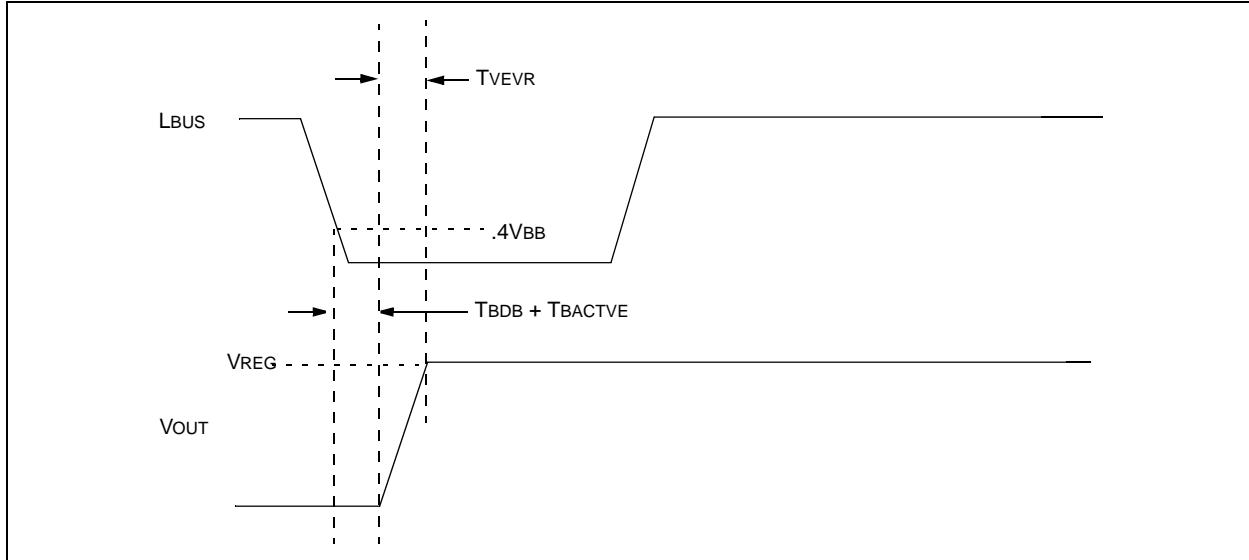 TVEVR
LBUS
.4VBB
TBDB + TBACTVE
VREG
VOUT